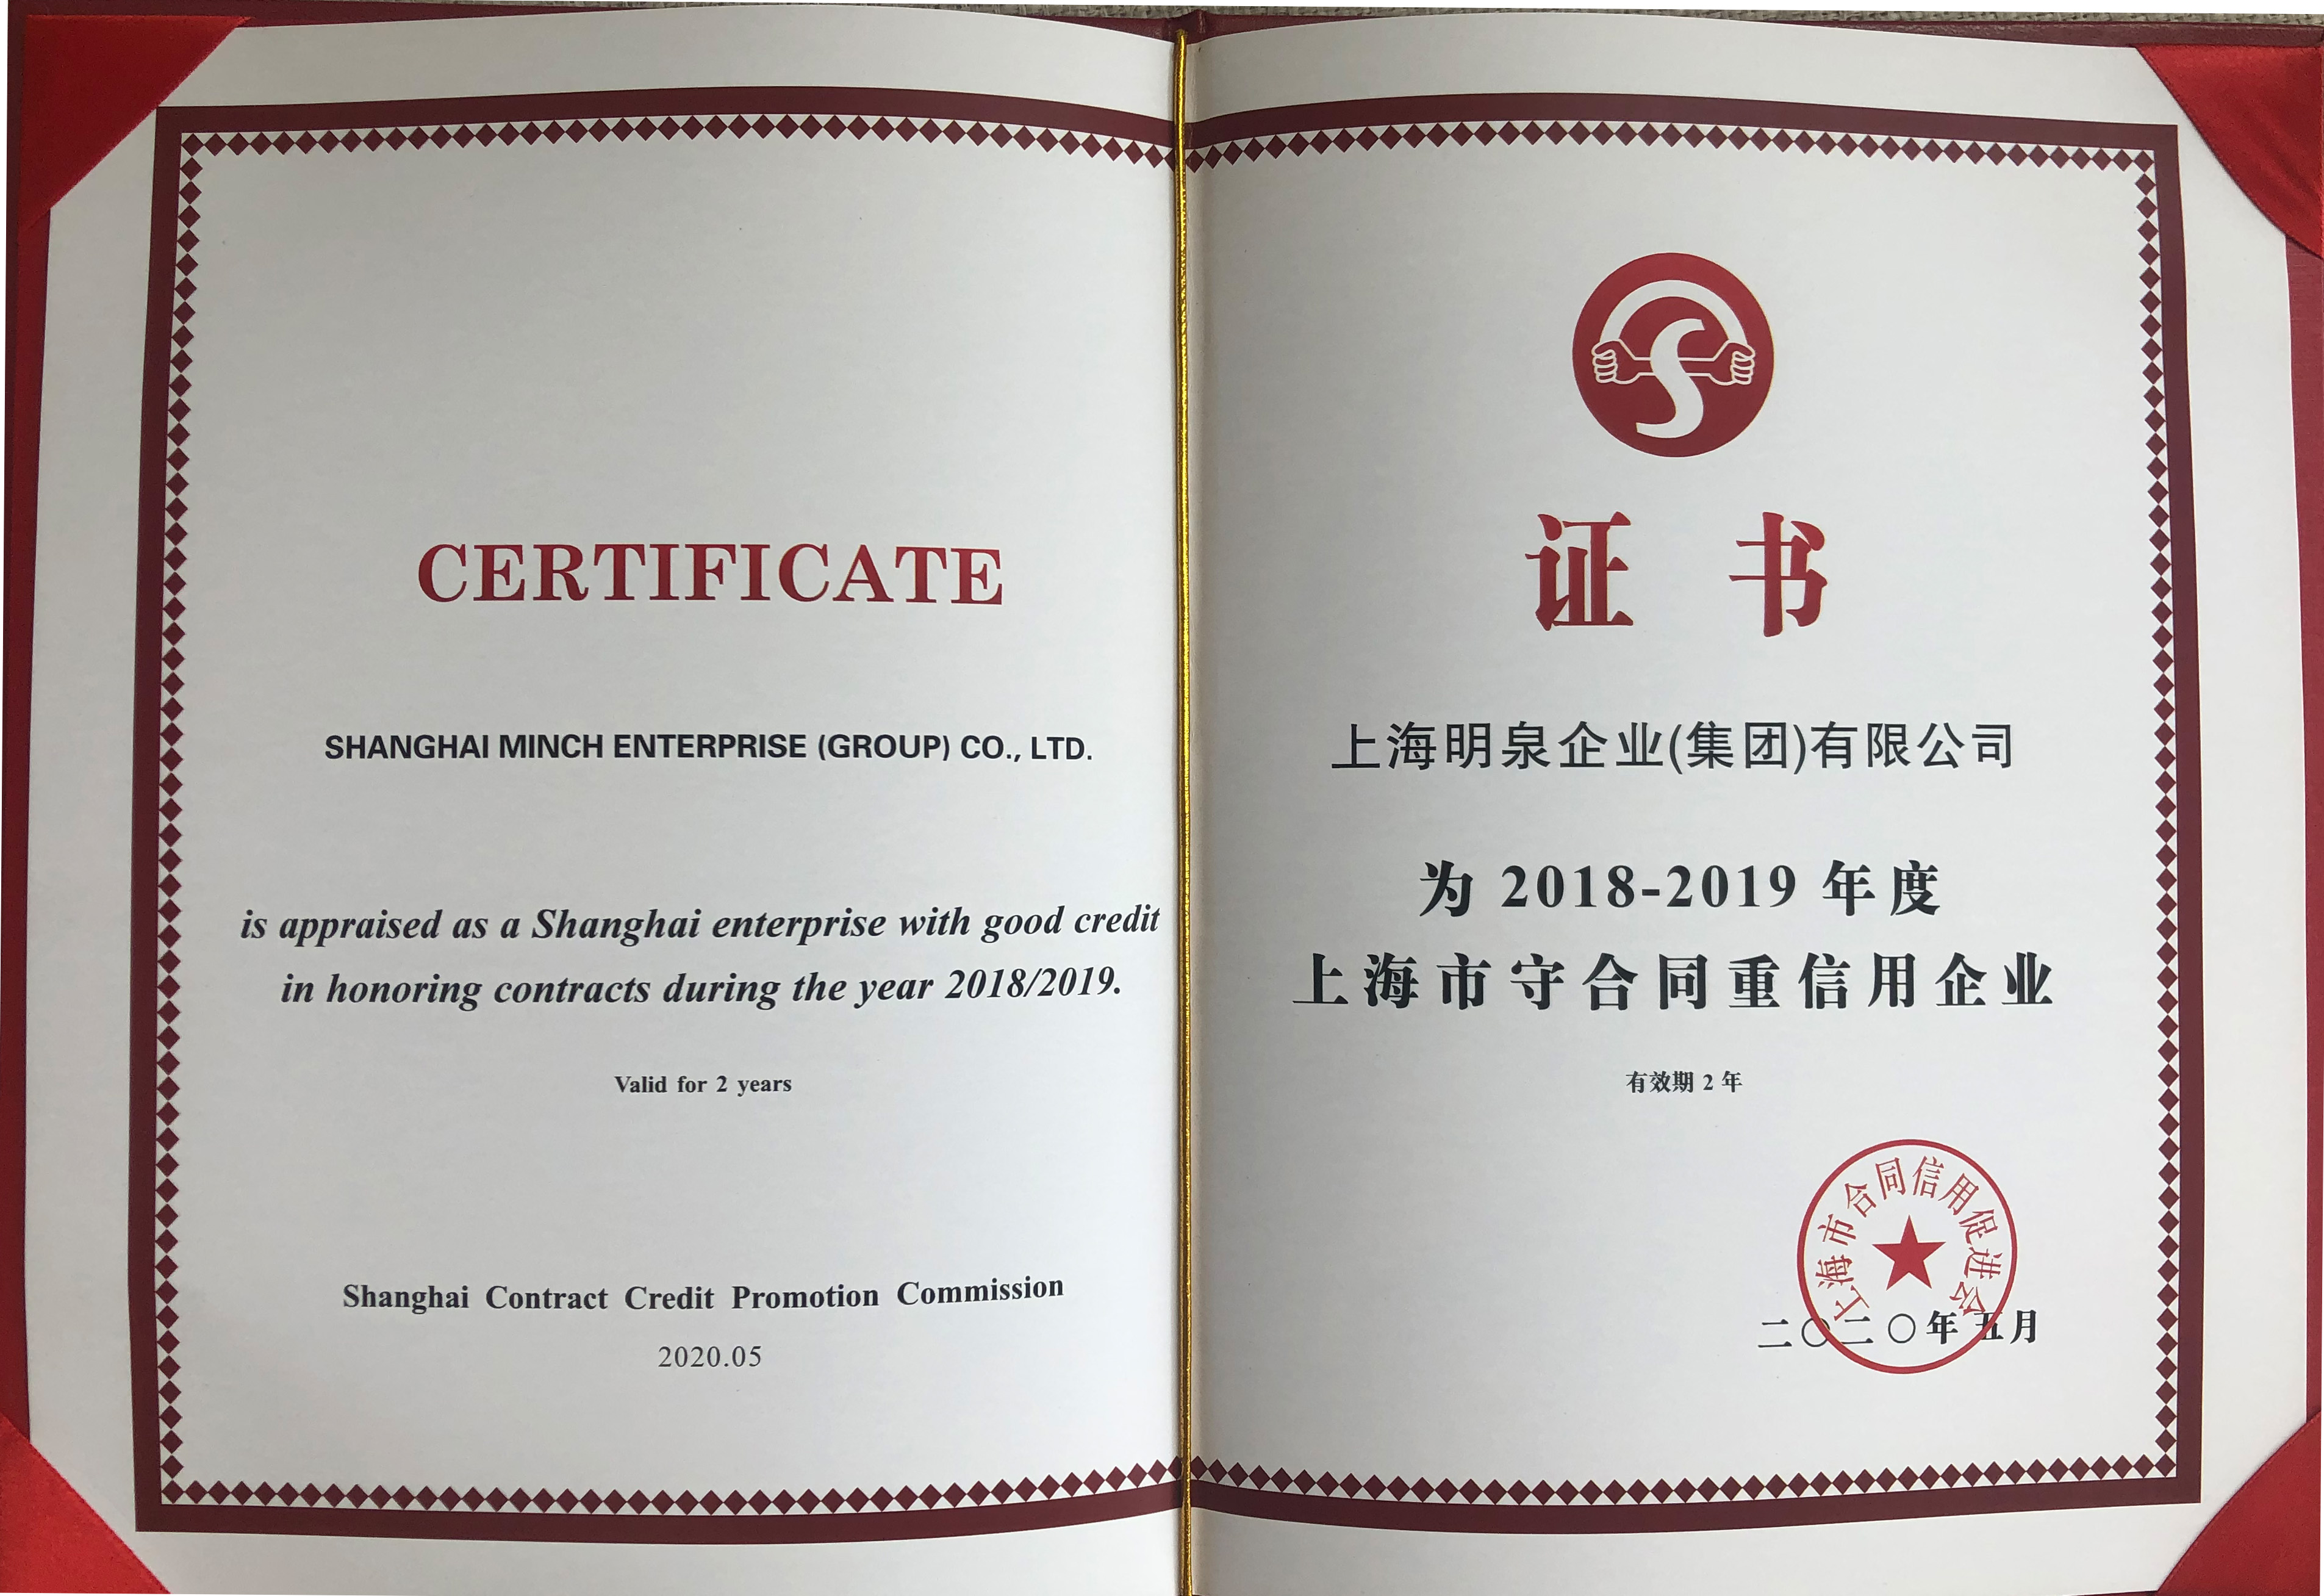 CERTIFICATE
SHANGHAI MINCH ENTERPRISE (GROUP) CO., LTD.
is appraised as a Shanghai enterprise with good credit
in honoring contracts during the year 2018/2019.
Valid for 2 years
Shanghai Contract Credit Promotion Commission
2020.05
S
证书
上海明泉企业(集团)有限公司
为 2018-2019 年度
上海市守合同重信用企业
有效期 2 年
上海市合同信用促进会
二〇二〇年五月